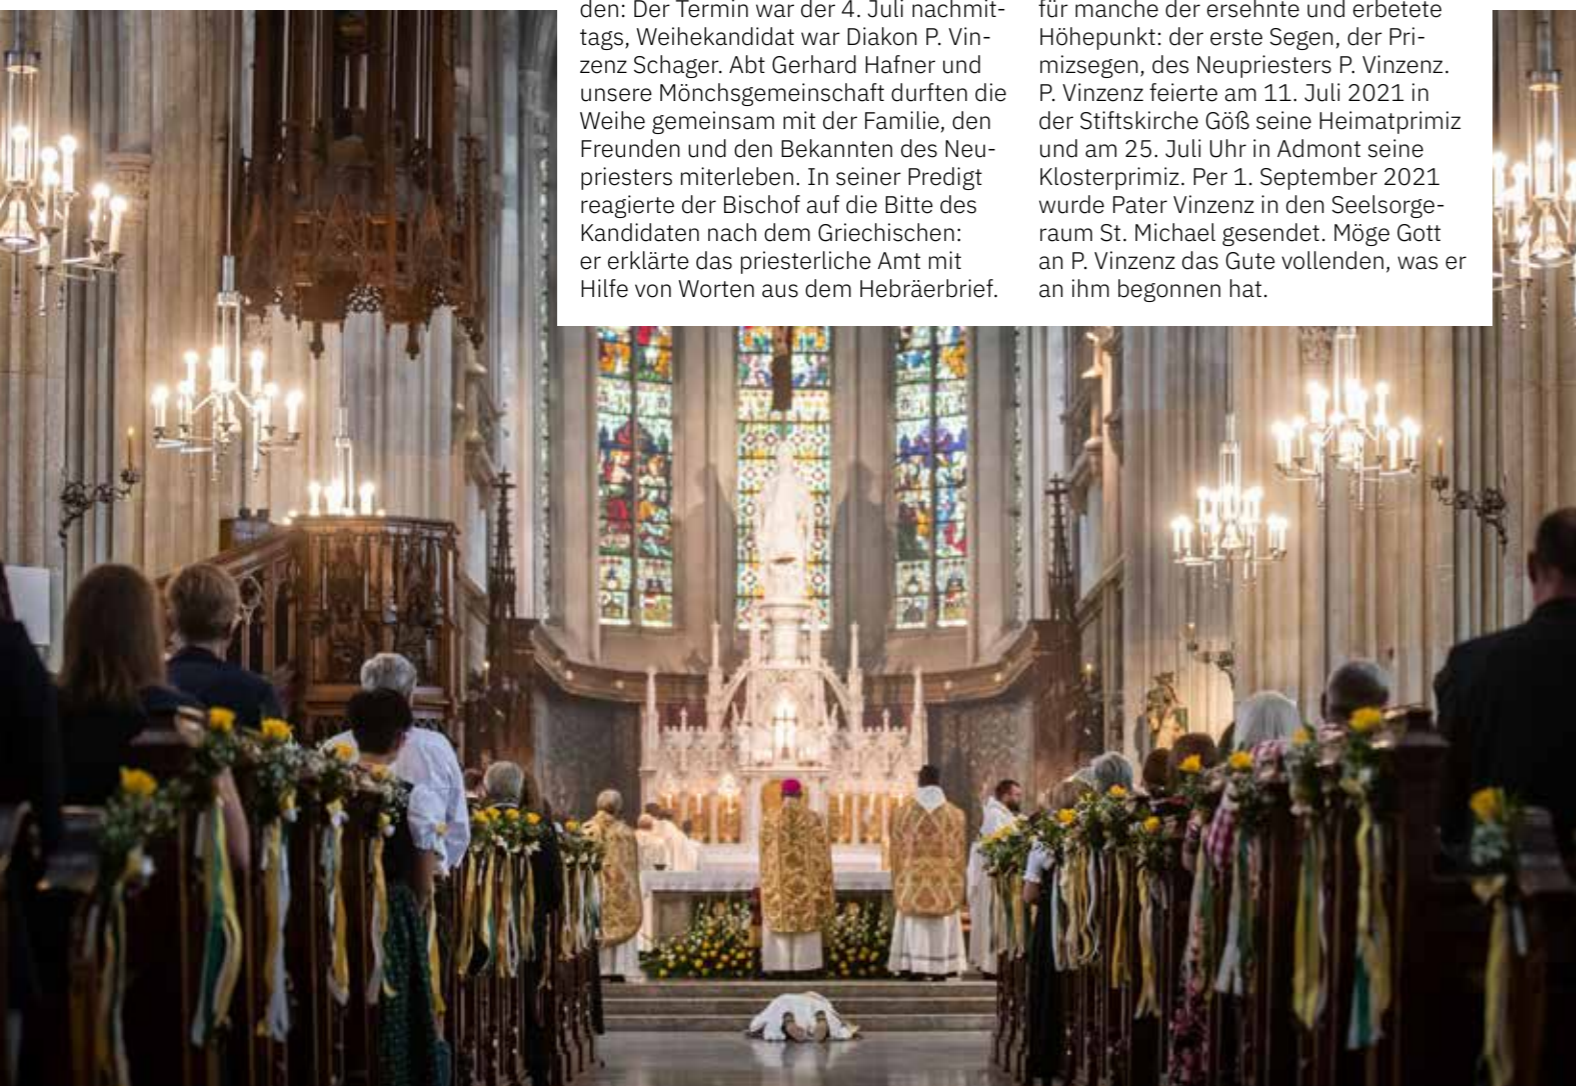 den: Der Termin war der 4. Juli nachmit-
tags, Weihekandidat war Diakon P. Vin-
zenz Schager. Abt Gerhard Hafner und
unsere Mönchsgemeinschaft durften die
Weihe gemeinsam mit der Familie, den
Freunden und den Bekannten des Neu-
priesters miterleben. In seiner Predigt
reagierte der Bischof auf die Bitte des
Kandidaten nach dem Griechischen:
er erklärte das priesterliche Amt mit
Hilfe von Worten aus dem Hebräerbrief.
für manche der ersehnte und erbetete
Höhepunkt: der erste Segen, der Pri-
mizsegen, des Neupriesters P. Vinzenz.
P. Vinzenz feierte am 11. Juli 2021 in
der Stiftskirche Göß seine Heimatprimiz
und am 25. Juli Uhr in Admont seine
Klosterprimiz. Per 1. September 2021
wurde Pater Vinzenz in den Seelsorge-
raum St. Michael gesendet. Möge Gott
an P. Vinzenz das Gute vollenden, was er
an ihm begonnen hat.